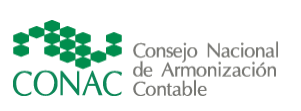 CONAC
Consejo Nacional
de Armonización
Contable